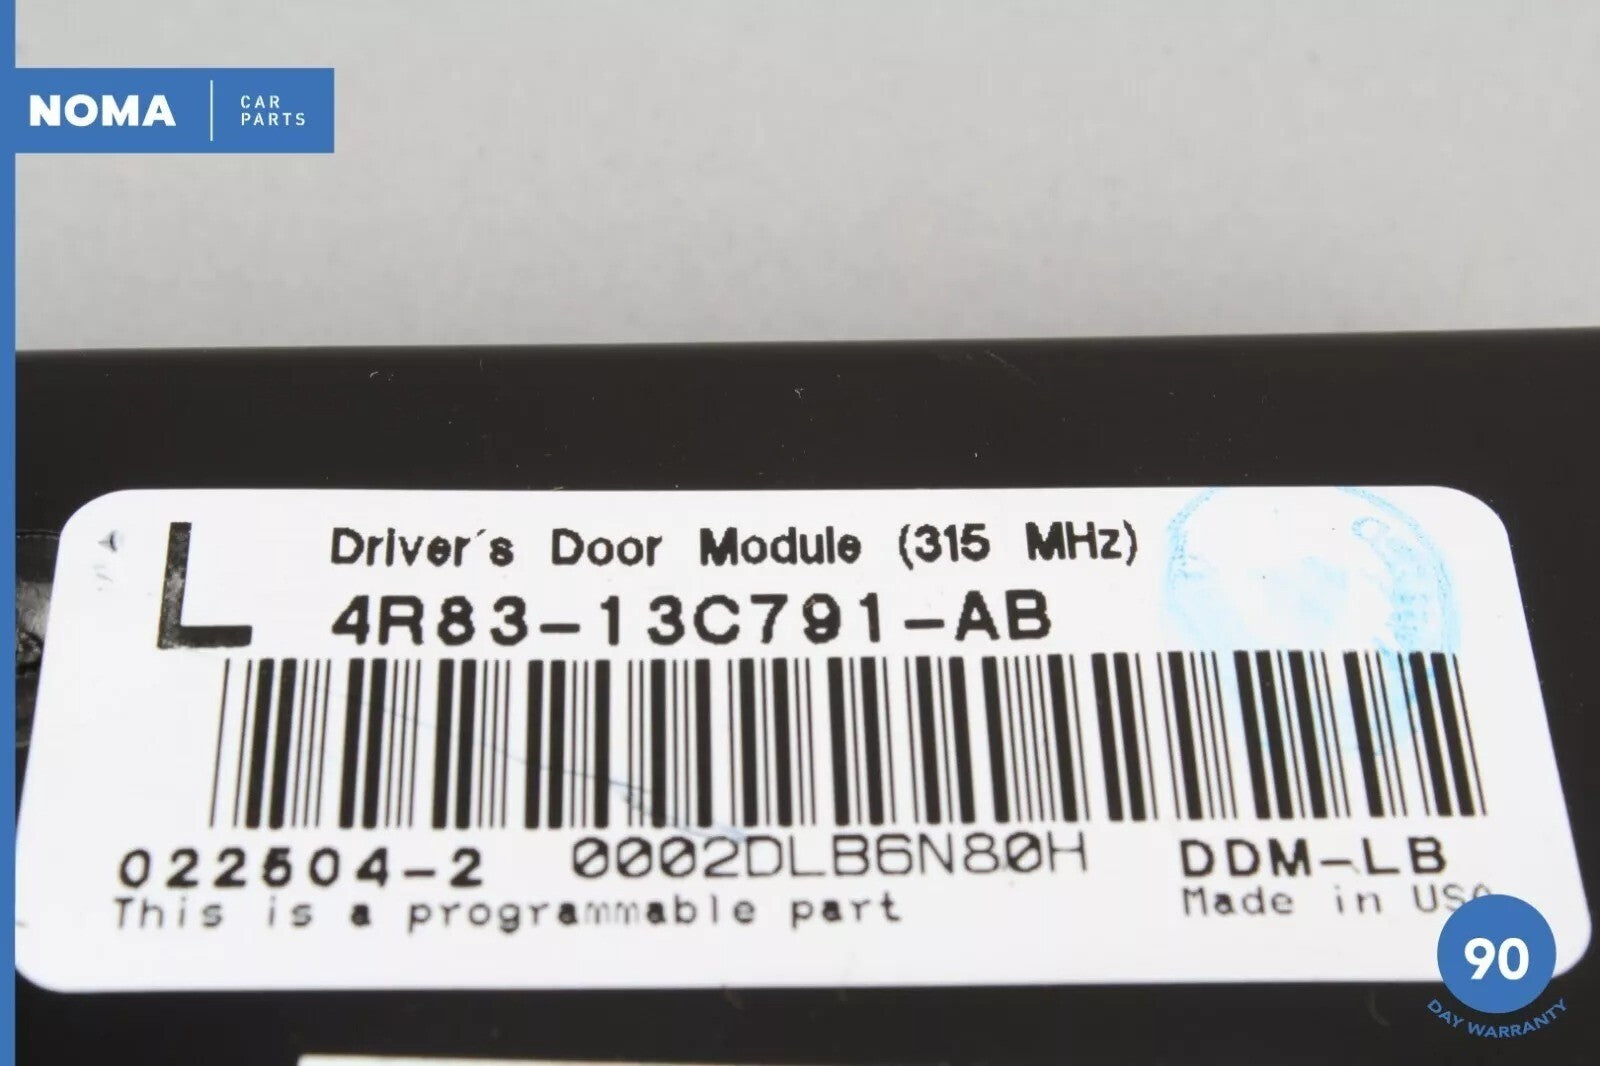 NOMA
CAR
PARTS
L
Driver's Door Module (315 MHz)
4R83-13C791-AB
022504-2 0002DLB6N80H DDM-LB
This is a programmable part
Made in USA
90
DAY WARRANTY